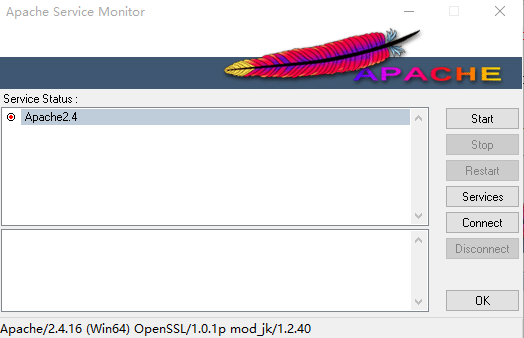 Apache Service Monitor
APACHE
Service Status :
Apache2.4
Start
Stop
Restart
Services
Connect
Disconnect
OK
Apache/2.4.16 (Win64) OpenSSL/1.0.1p mod_jk/1.2.40